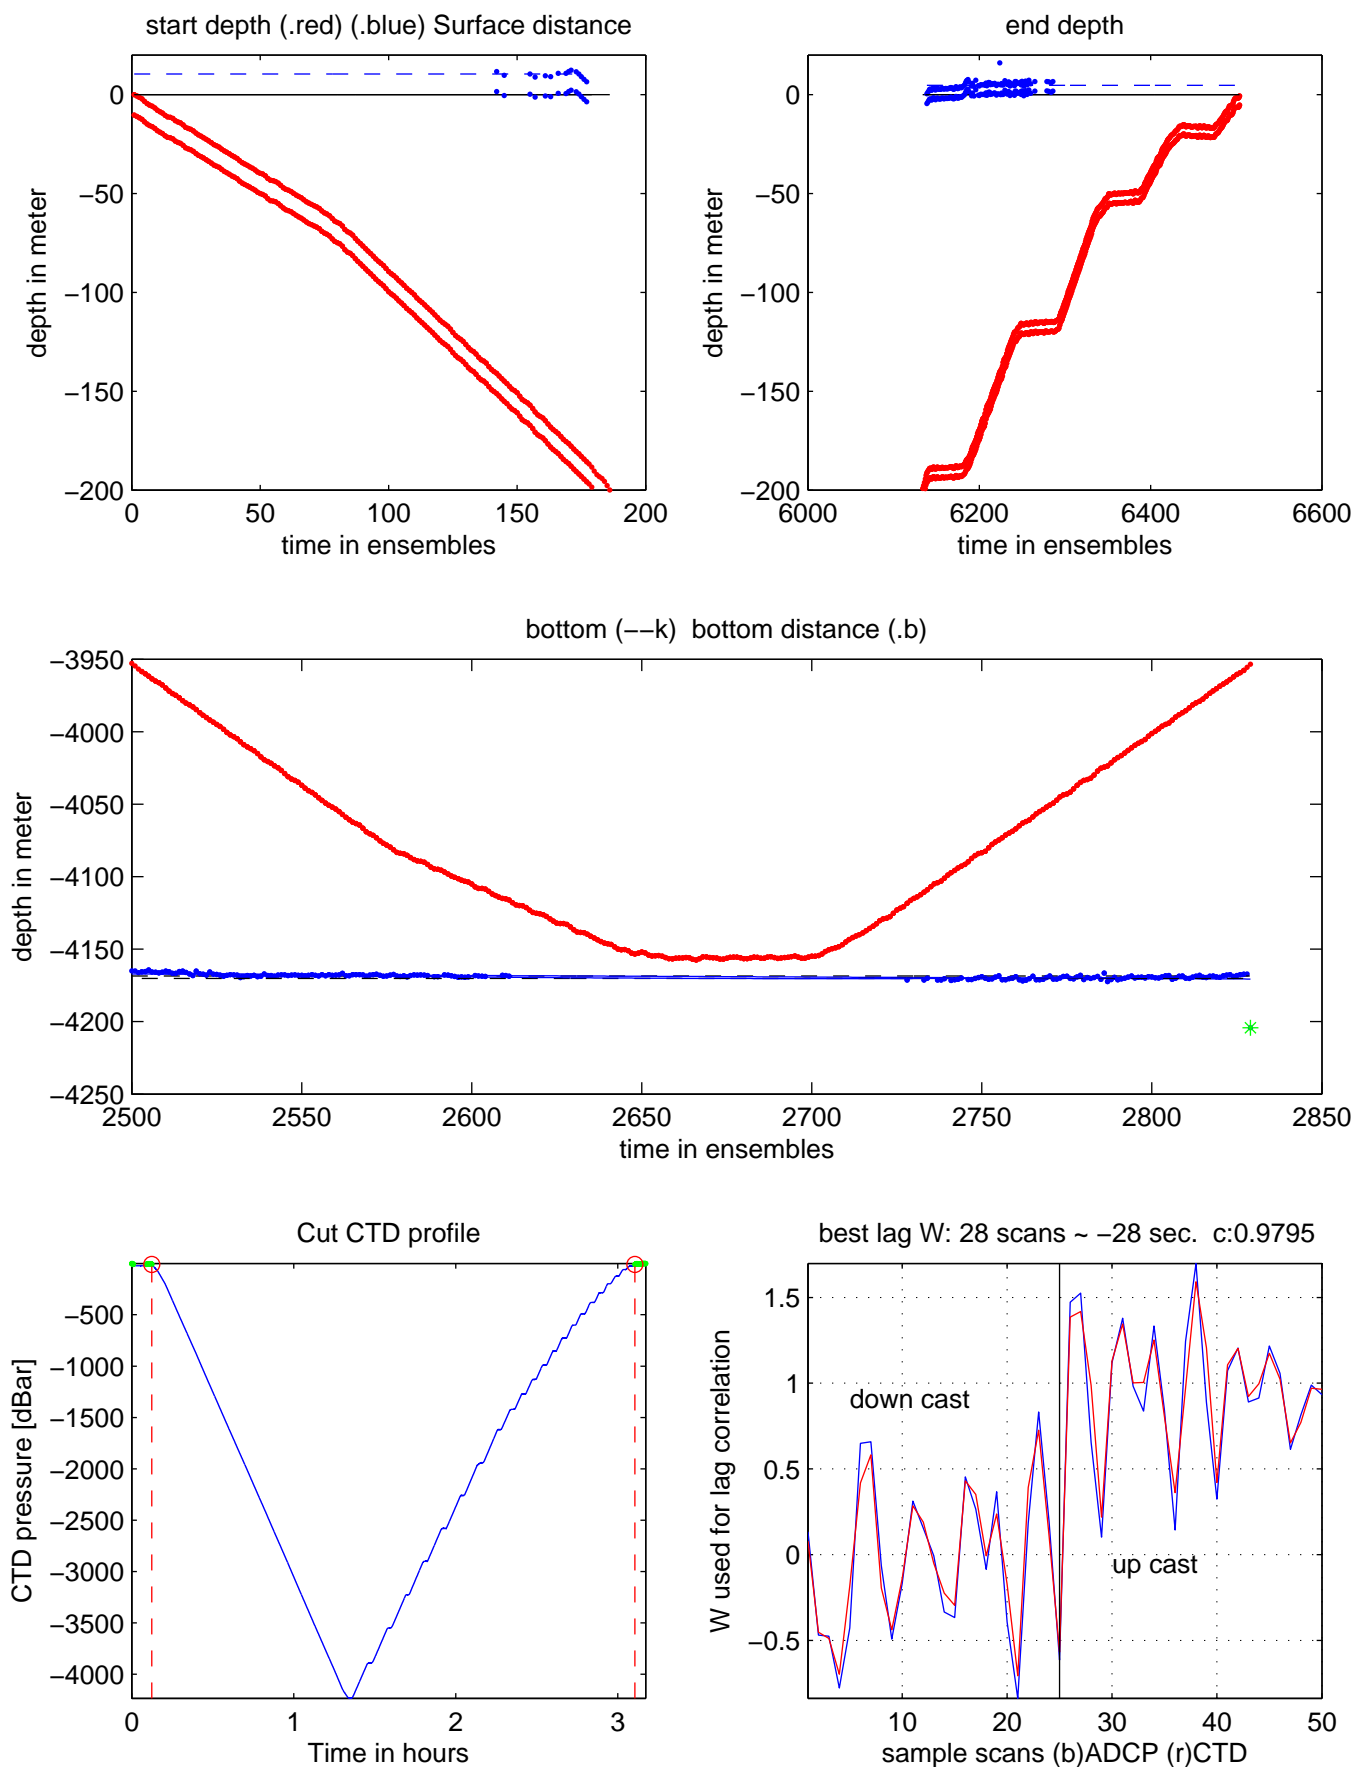 start depth (.red) (.blue) Surface distance
end depth
0
−50
−100
−150
−200
depth in meter
0 50 100 150 200
time in ensembles
0
−50
−100
−150
−200
depth in meter
6000 6200 6400 6600
time in ensembles
bottom (−−k)  bottom distance (.b)
−3950
−4000
−4050
−4100
−4150
−4200
−4250
depth in meter
2500 2550 2600 2650 2700 2750 2800 2850
time in ensembles
Cut CTD profile
−500
−1000
−1500
−2000
−2500
−3000
−3500
−4000
CTD pressure [dBar]
0 1 2 3
Time in hours
best lag W: 28 scans ~ −28 sec.  c:0.9795
1.5
1
0.5
0
−0.5
W used for lag correlation
down cast
up cast
10 20 30 40 50
sample scans (b)ADCP (r)CTD